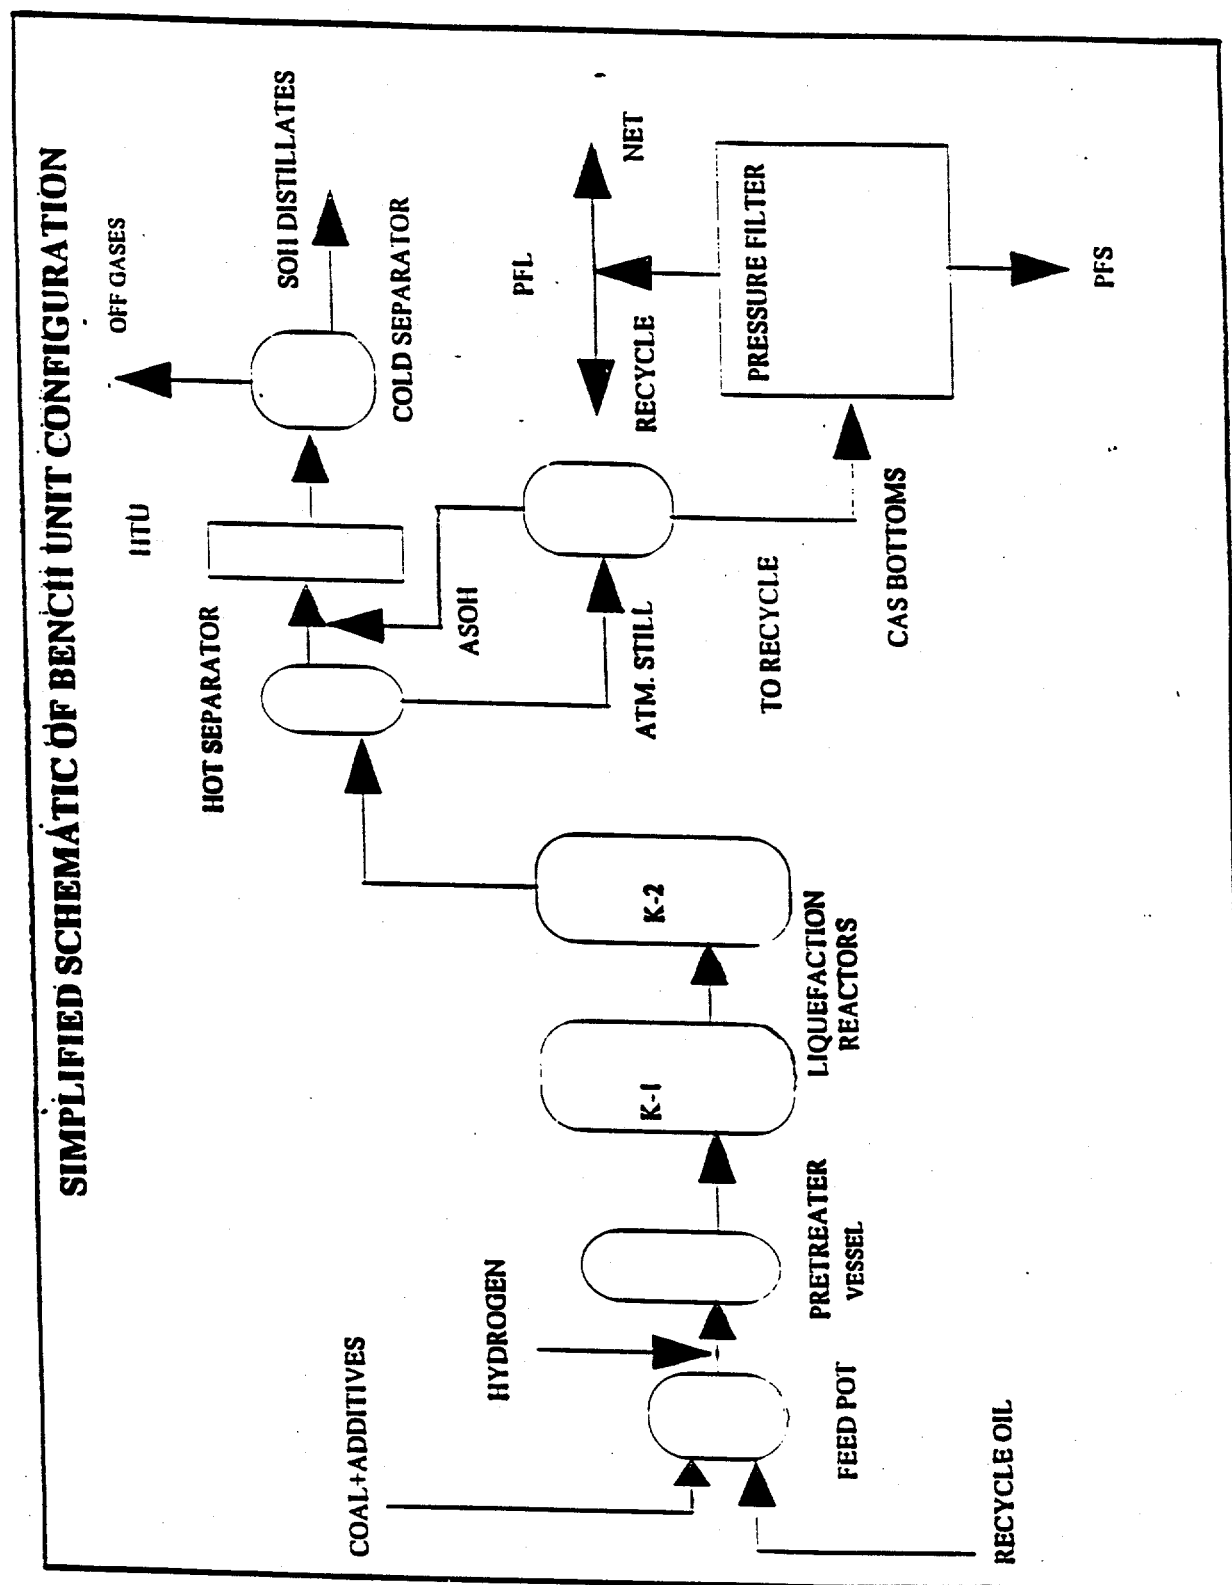 SIMPLIFIED SCHEMATIC OF BENCH UNIT CONFIGURATION
OFF GASES
HTU
SOH DISTILLATES
HOT SEPARATOR
COLD SEPARATOR
COAL+ADDITIVES
HYDROGEN
ASOH
PFL
NET
ATM. STILL
RECYCLE
K-1
K-2
TO RECYCLE
PRESSURE FILTER
FEED POT
PRETREATER
VESSEL
LIQUEFACTION
REACTORS
CAS BOTTOMS
RECYCLE OIL
PFS